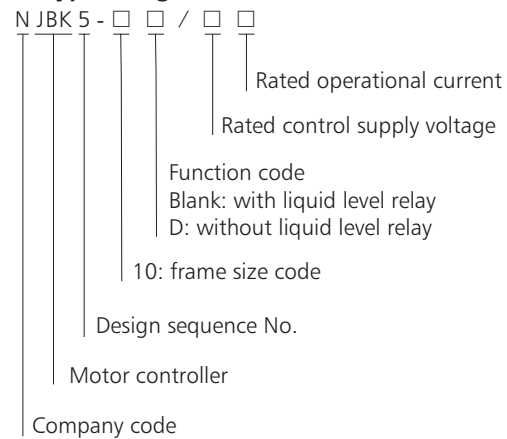 N JBK 5 - □ □ / □ □
Rated operational current
Rated control supply voltage
Function code
Blank: with liquid level relay
D: without liquid level relay
10: frame size code
Design sequence No.
Motor controller
Company code